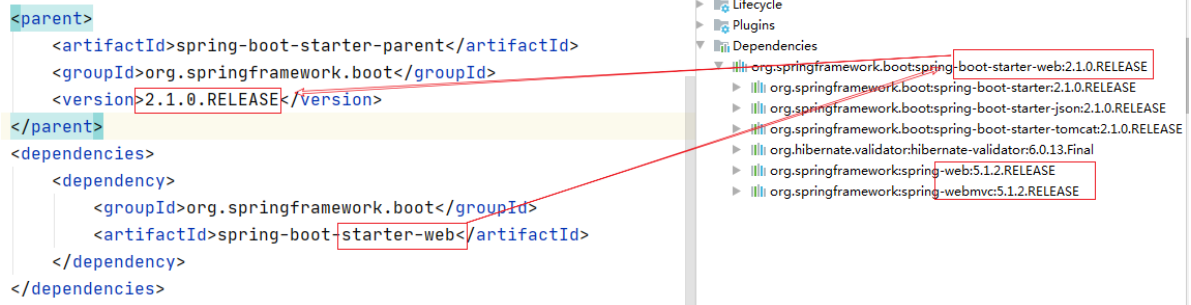 <parent>
<artifactId>spring-boot-starter-parent</artifactId>
<groupId>org.springframework.boot</groupId>
<version>2.1.0.RELEASE</version>
</parent>
<dependencies>
<dependency>
<groupId>org.springframework.boot</groupId>
<artifactId>spring-boot-starter-web</artifactId>
</dependency>
</dependencies>
Lifecycle
Plugins
Dependencies
org.springframework.boot:spring-boot-starter-web:2.1.0.RELEASE
org.springframework.boot:spring-boot-starter:2.1.0.RELEASE
org.springframework.boot:spring-boot-starter-json:2.1.0.RELEASE
org.springframework.boot:spring-boot-starter-tomcat:2.1.0.RELEASE
org.hibernate.validator:hibernate-validator:6.0.13.Final
org.springframework:spring-web:5.1.2.RELEASE
org.springframework:spring-webmvc:5.1.2.RELEASE